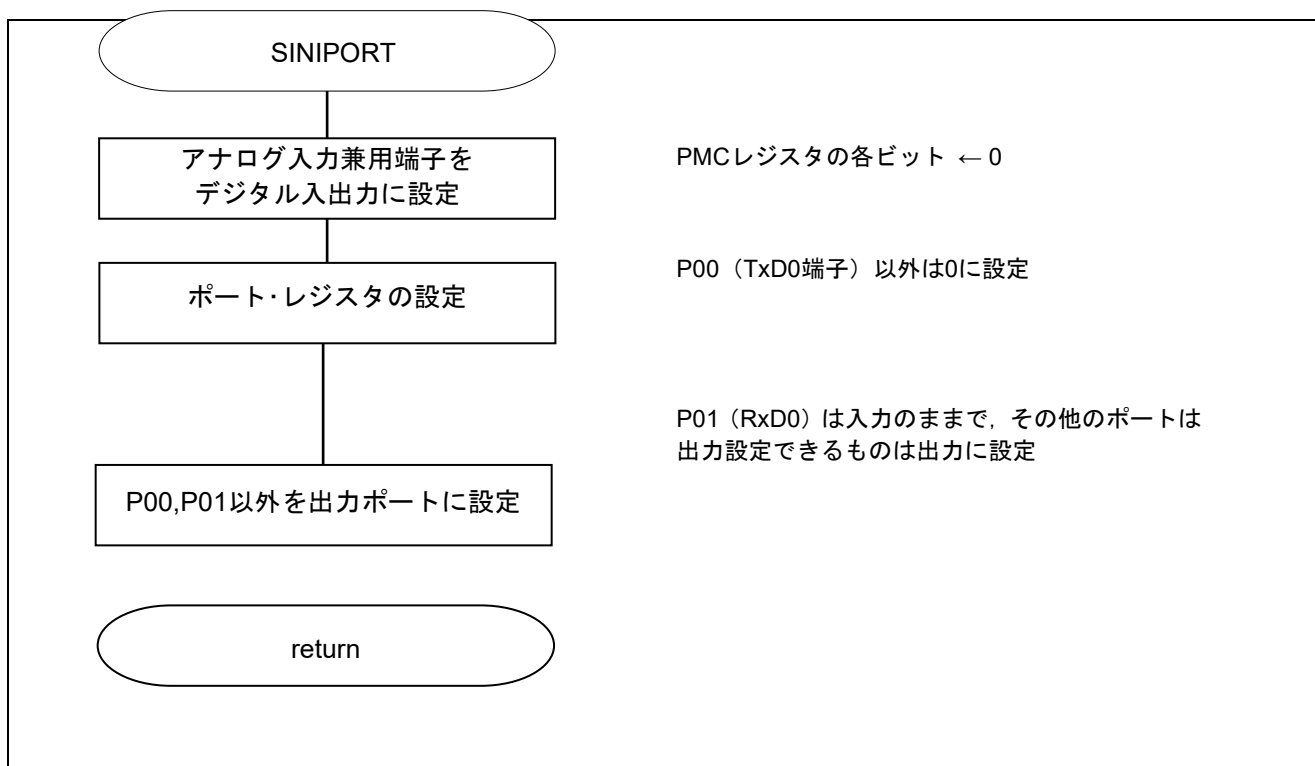 SINIPORT
アナログ入力兼用端子を
デジタル入出力に設定
PMCレジスタの各ビット ← 0
ポート・レジスタの設定
P00（TxD0端子）以外は0に設定
P00,P01以外を出力ポートに設定
P01（RxD0）は入力のままで，その他のポートは
出力設定できるものは出力に設定
return